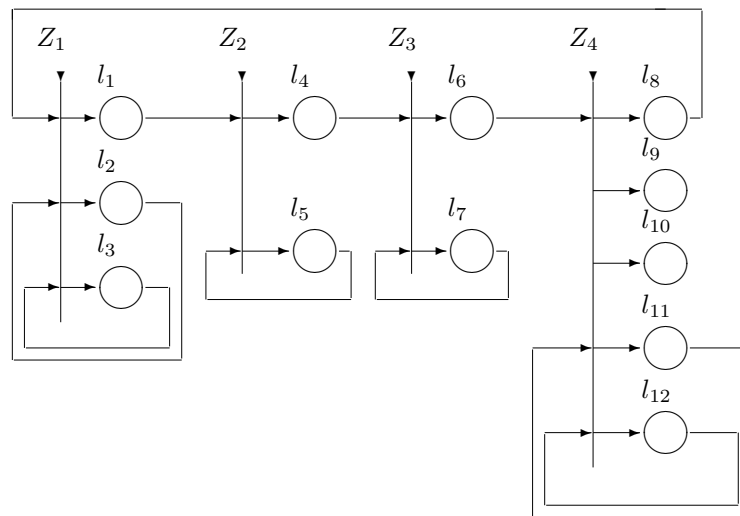 Z₁ Z₂ Z₃ Z₄
l₁ l₄ l₆ l₈
l₂ l₉
l₅ l₇ l₁₀
l₃
l₁₁
l₁₂